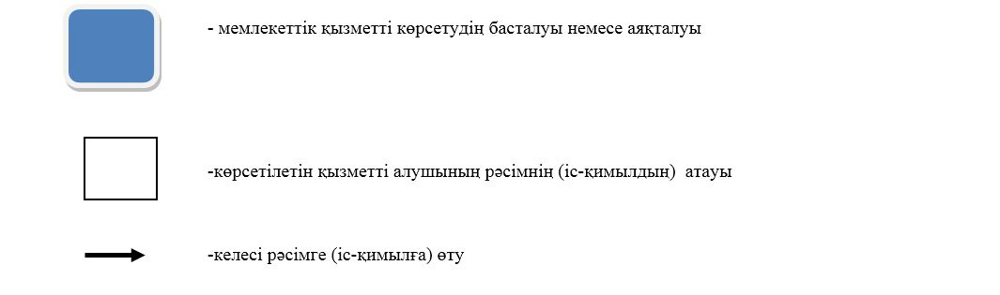 - мемлекеттік қызметті көрсетудің басталуы немесе аяқталуы
-көрсетілетін қызметті алушының рәсімнің (іс-қимылдың)  атауы
-келесі рәсімге (іс-қимылға) өту